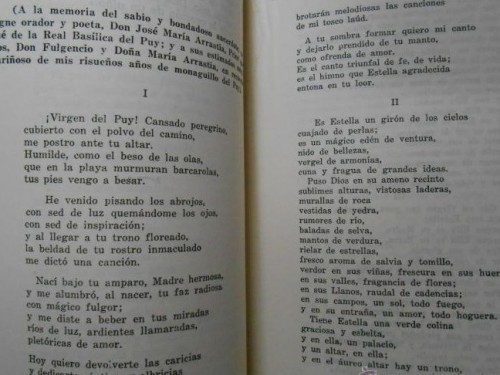 (A la memoria del sabio y bondadoso sacerdote,
gne orador y poeta, Don José María Arrastia,
de la Real Basílica del Puy; y a sus estimados
os, Don Fulgencio y Doña María Arrastia, en
riñoso de mis risueños años de monaguillo del
I
¡Virgen del Puy! Cansado peregrino,
cubierto con el polvo del camino,
me postro ante tu altar.
Humilde, como el beso de las olas,
que en la playa murmuran barcarolas,
tus pies vengo a besar.
He venido pisando los abrojos,
con sed de luz quemándome los ojos,
con sed de inspiración;
y al llegar a tu trono floreado,
la beldad de tu rostro inmaculado
me dictó una canción.
Nací bajo tu amparo, Madre hermosa,
y me alumbró, al nacer, tu faz radiosa
con mágico fulgor;
y me diste a beber en tus miradas
ríos de luz, ardientes llamaradas,
pletóricas de amor.
Hoy quiero devolverte las caricias
brotarán melodiosas las canciones
de mi tosco laúd.
A tu sombra formar quiero mi canto
y dejarlo prendido de tu manto,
como ofrenda de amor.
Es el canto triunfal de fe, de vida;
es el himno que Estella agradecida
entona en tu loor.
II
Es Estella un girón de los cielos
cuajado de perlas;
es un mágico edén de ventura,
nido de bellezas,
vergel de armonías,
cuna y fragua de grandes ideas.
Puso Dios en su ameno recinto
sublimes alturas, vistosas laderas,
murallas de roca
vestidas de yedra,
rumores de río,
baladas de selva,
mantos de verdura,
rielar de estrellas,
fresco aroma de salvia y tomillo,
verdor en sus viñas, frescura en sus huer
en sus valles, fragancia de flores;
en sus Llanos, raudal de cadencias;
en sus campos, un sol, todo fuego,
y en su entraña, un amor, todo hoguera.
Tiene Estella una verde colina
graciosa y esbelta,
y en ella, un palacio,
y un altar, en ella;
y en el áureo altar hay un trono,